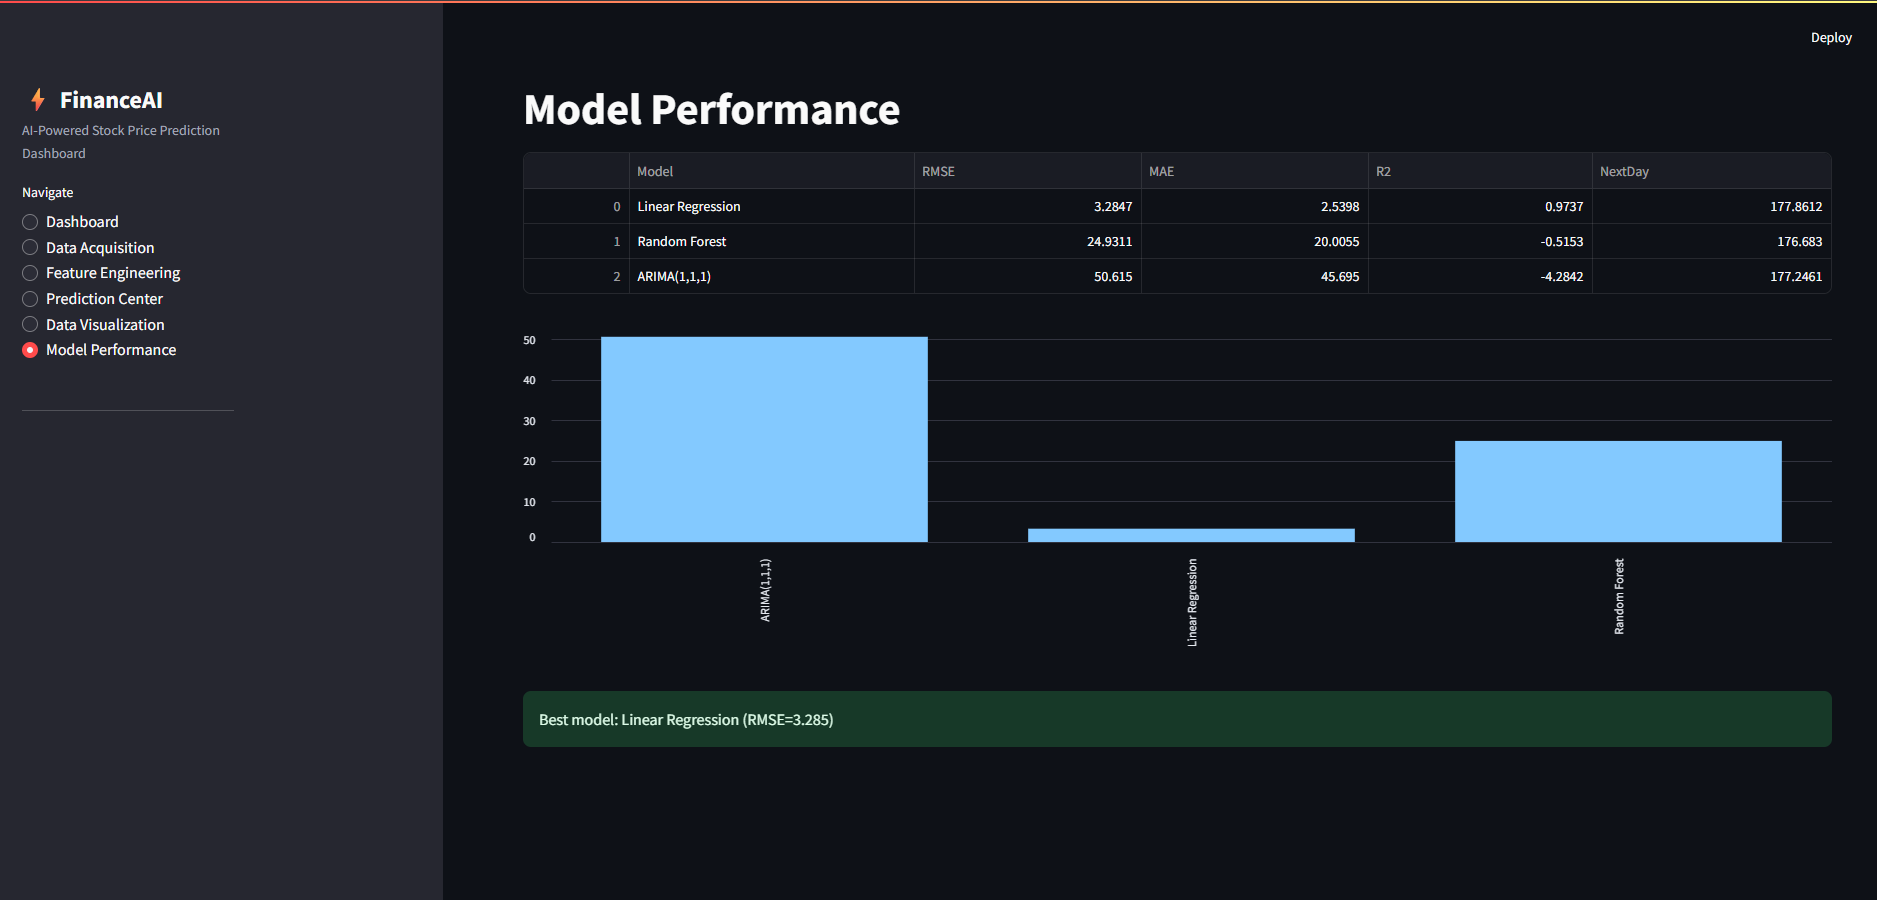 Deploy
FinanceAI
AI-Powered Stock Price Prediction
Dashboard
Navigate
Dashboard
Data Acquisition
Feature Engineering
Prediction Center
Data Visualization
Model Performance
Model Performance
Model RMSE MAE R2 NextDay
0 Linear Regression 3.2847 2.5398 0.9737 177.8612
1 Random Forest 24.9311 20.0055 -0.5153 176.683
2 ARIMA(1,1,1) 50.615 45.695 -4.2842 177.2461
50
40
30
20
10
0
ARIMA(1,1,1)
Linear Regression
Random Forest
Best model: Linear Regression (RMSE=3.285)